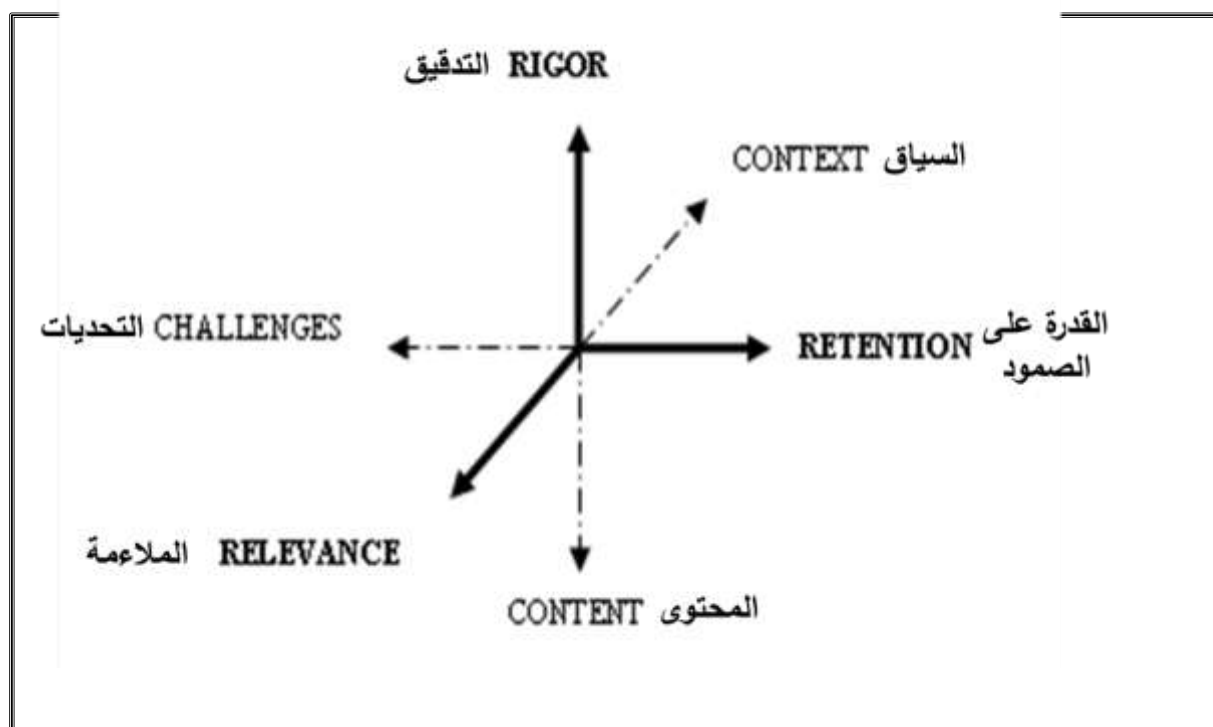 التدقيق RIGOR
السياق CONTEXT
التحديات CHALLENGES
القدرة على RETENTION
الصمود
الملاءمة RELEVANCE
المحتوى CONTENT